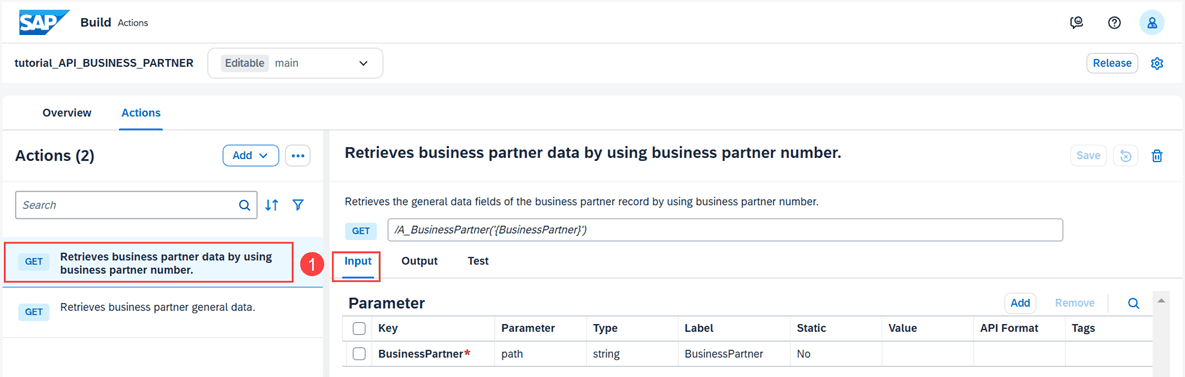 SAP Build Actions
tutorial_API_BUSINESS_PARTNER Editable main Release
Overview Actions
Actions (2) Add
Search
GET Retrieves business partner data by using
business partner number.
1
GET Retrieves business partner general data.
Retrieves business partner data by using business partner number. Save
Retrieves the general data fields of the business partner record by using business partner number.
GET /A_BusinessPartner('{BusinessPartner}')
Input Output Test
Parameter Add Remove
Key Parameter Type Label Static Value API Format Tags
BusinessPartner* path string BusinessPartner No